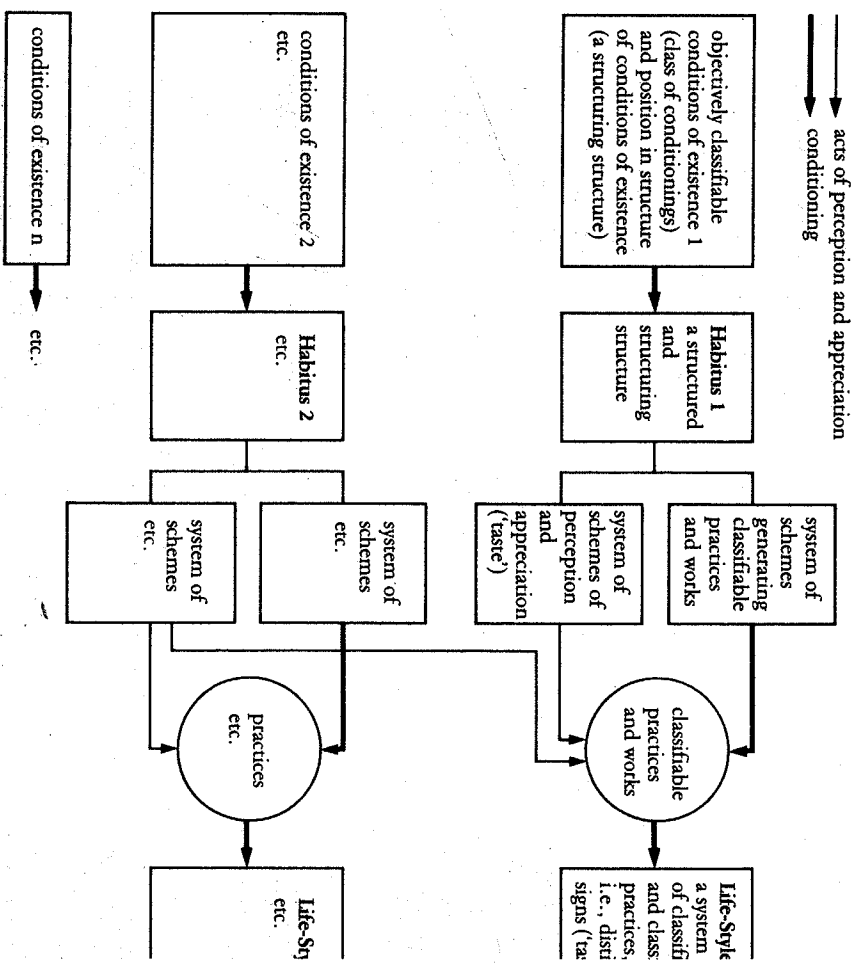 acts of perception and appreciation
conditioning
objectively classifiable
conditions of existence 1
(class of conditionings)
and position in structure
of conditions of existence
(a structuring structure)
Habitus 1
a structured
and
structuring
structure
system of
schemes
generating
classifiable
practices
and works
system of
schemes of
perception
and
appreciation
('taste')
classifiable
practices
and works
Life-Style
a system
of classif
and classi
practices,
i.e., disti
signs ('tas
conditions of existence 2
etc.
Habitus 2
etc.
system of
schemes
etc.
system of
schemes
etc.
practices
etc.
Life-Sty
etc.
conditions of existence n
etc.